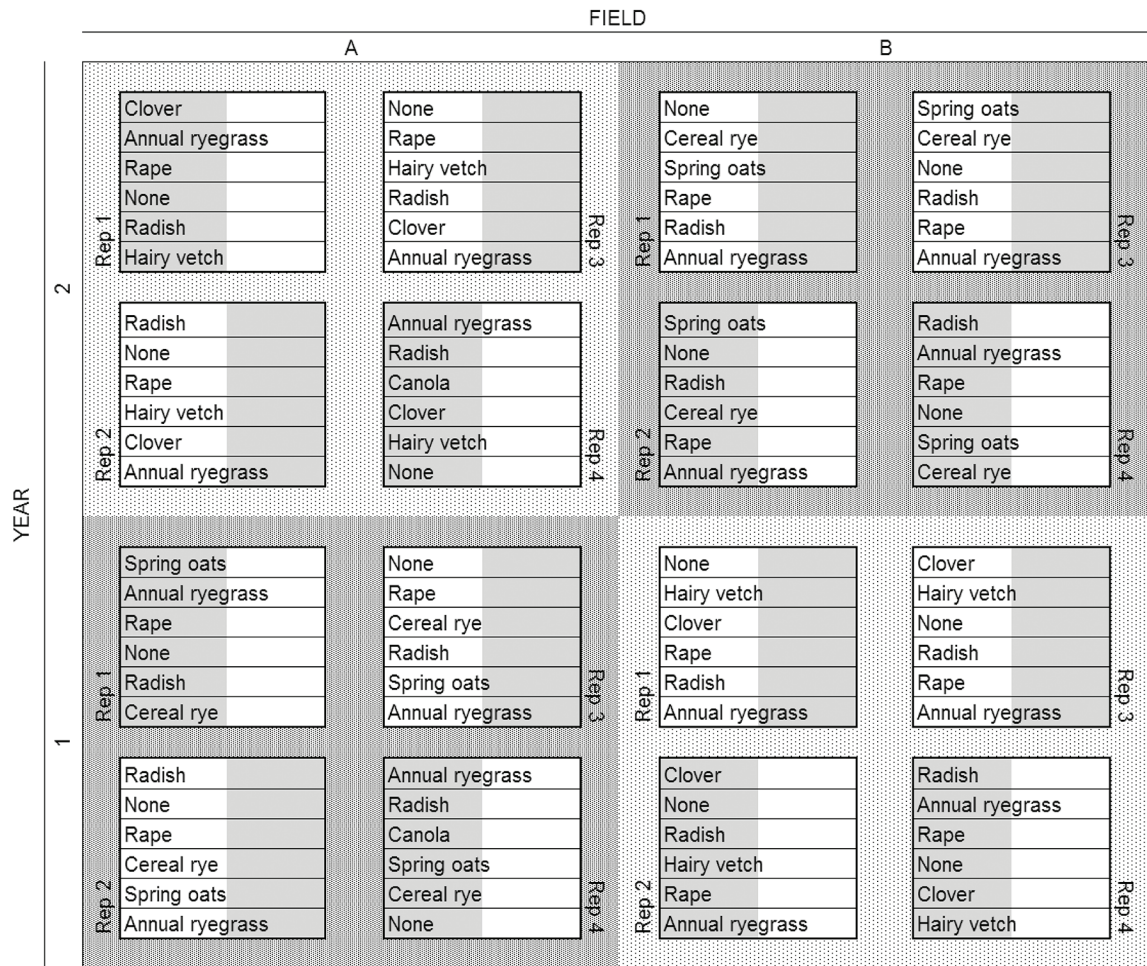 FIELD
A
B
YEAR
2
Rep 1
Clover
Annual ryegrass
Rape
None
Radish
Hairy vetch
None
Rape
Hairy vetch
Radish
Clover
Annual ryegrass
Rep 3
Rep 1
None
Cereal rye
Spring oats
Rape
Radish
Annual ryegrass
Spring oats
Cereal rye
None
Radish
Rape
Annual ryegrass
Rep 3
Rep 2
Radish
None
Rape
Hairy vetch
Clover
Annual ryegrass
Annual ryegrass
Radish
Canola
Clover
Hairy vetch
None
Rep 4
Rep 2
Spring oats
None
Radish
Cereal rye
Rape
Annual ryegrass
Radish
Annual ryegrass
Rape
None
Spring oats
Cereal rye
Rep 4
1
Rep 1
Spring oats
Annual ryegrass
Rape
None
Radish
Cereal rye
None
Rape
Cereal rye
Radish
Spring oats
Annual ryegrass
Rep 3
Rep 1
None
Hairy vetch
Clover
Rape
Radish
Annual ryegrass
Clover
Hairy vetch
None
Radish
Rape
Annual ryegrass
Rep 3
Rep 2
Radish
None
Rape
Cereal rye
Spring oats
Annual ryegrass
Annual ryegrass
Radish
Canola
Spring oats
Cereal rye
None
Rep 4
Rep 2
Clover
None
Radish
Hairy vetch
Rape
Annual ryegrass
Radish
Annual ryegrass
Rape
None
Clover
Hairy vetch
Rep 4